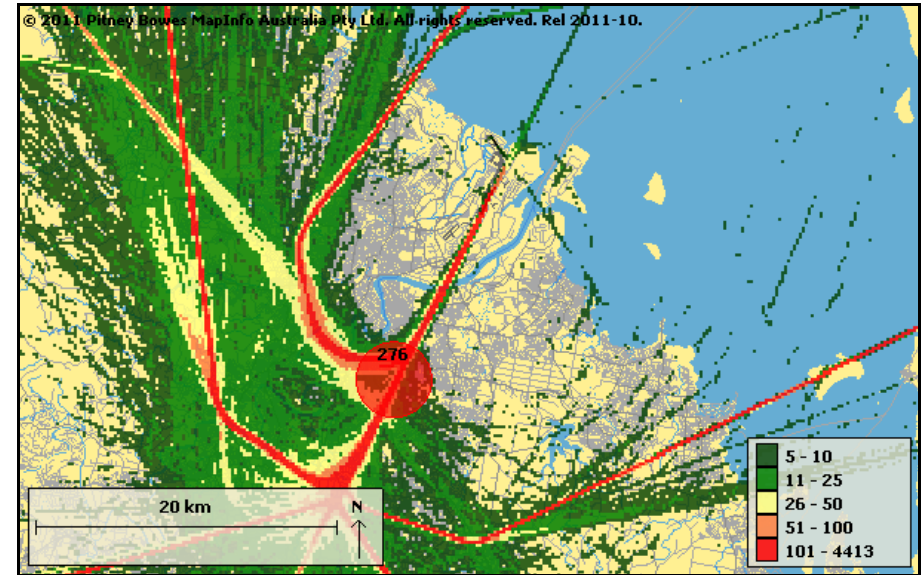 © 2011 Pitney Bowes MapInfo Australia Pty Ltd. All rights reserved. Rel 2011-10.
276
20 km
N
5 - 10
11 - 25
26 - 50
51 - 100
101 - 4413